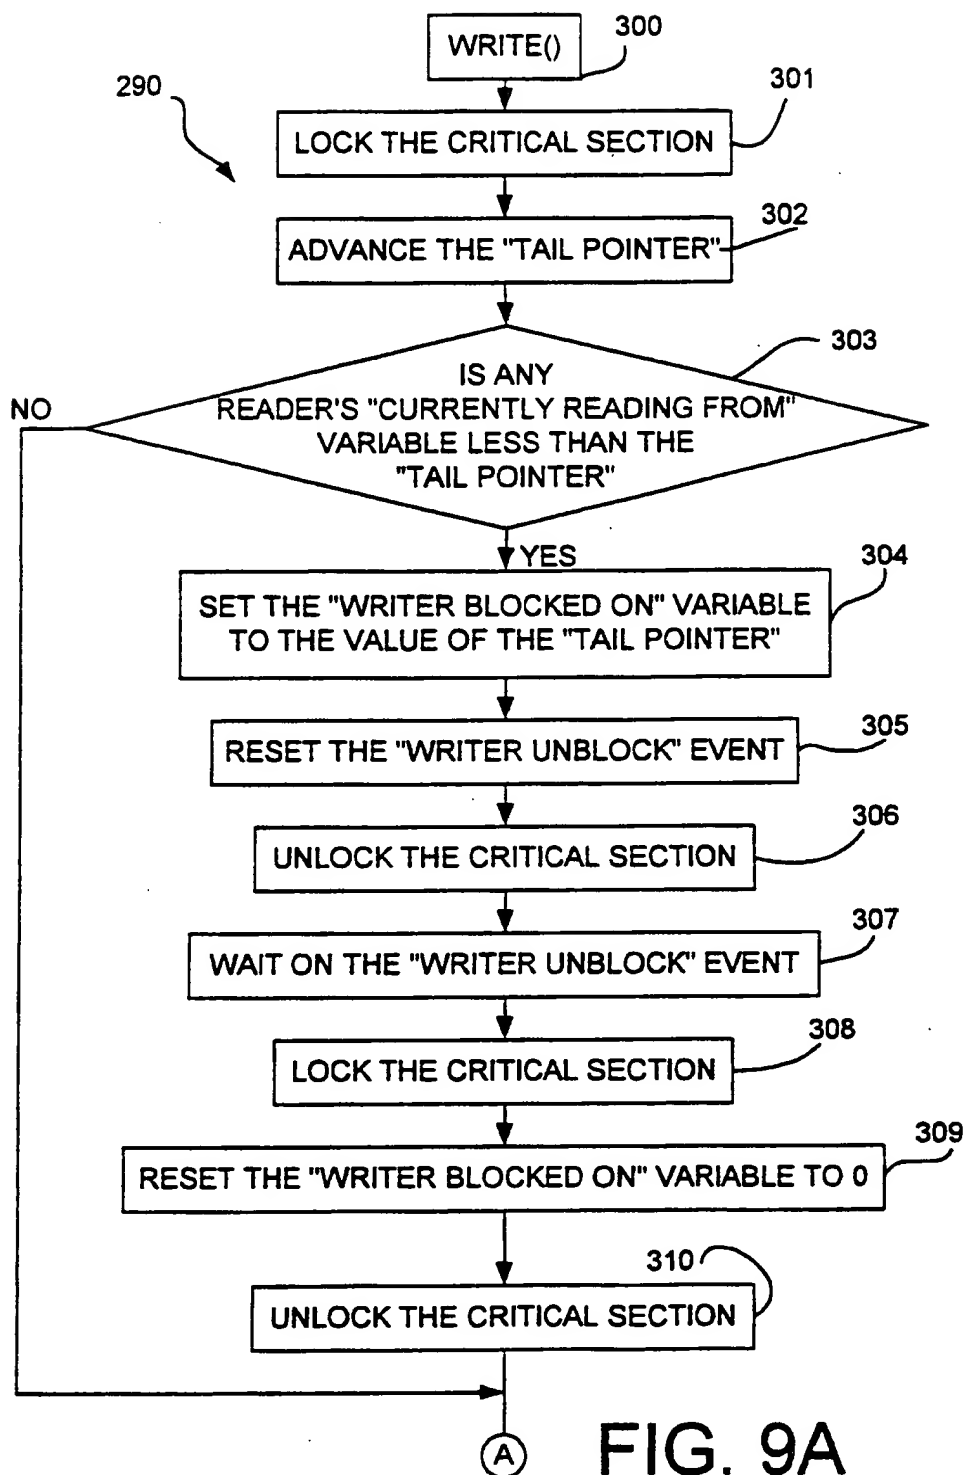 WRITE()
300
290
301
LOCK THE CRITICAL SECTION
302
ADVANCE THE "TAIL POINTER"
303
NO
IS ANY
READER'S "CURRENTLY READING FROM"
VARIABLE LESS THAN THE
"TAIL POINTER"
YES
304
SET THE "WRITER BLOCKED ON" VARIABLE
TO THE VALUE OF THE "TAIL POINTER"
305
RESET THE "WRITER UNBLOCK" EVENT
306
UNLOCK THE CRITICAL SECTION
307
WAIT ON THE "WRITER UNBLOCK" EVENT
308
LOCK THE CRITICAL SECTION
309
RESET THE "WRITER BLOCKED ON" VARIABLE TO 0
310
UNLOCK THE CRITICAL SECTION
A
FIG. 9A